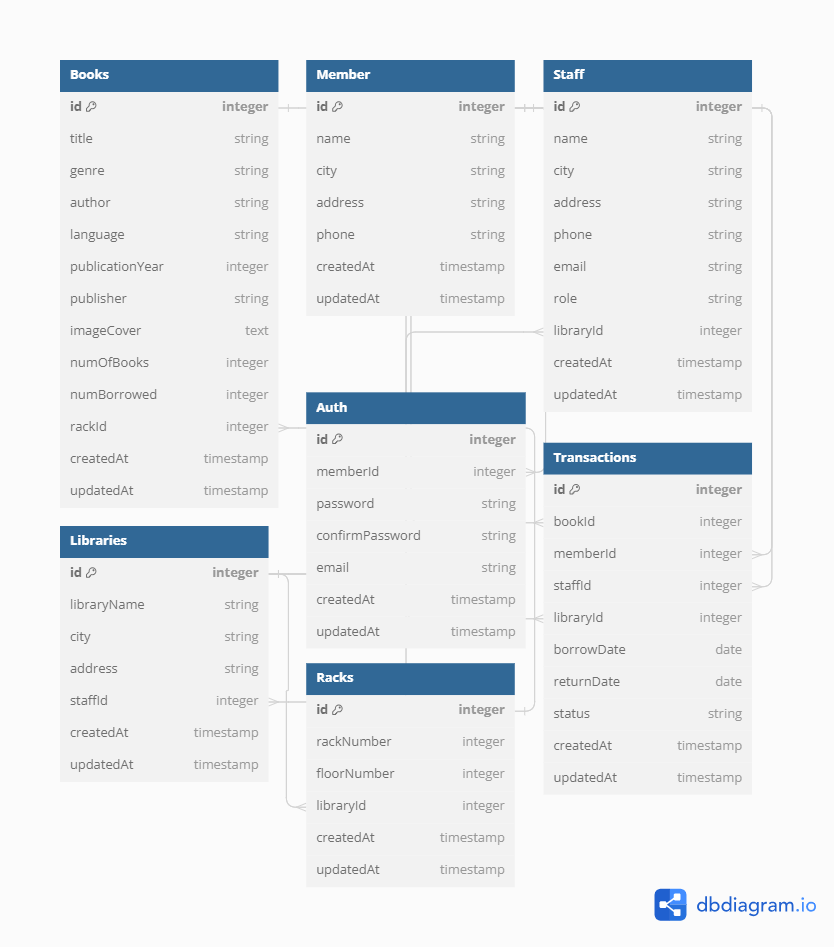 Books
id integer
title string
genre string
author string
language string
publicationYear integer
publisher string
imageCover text
numOfBooks integer
numBorrowed integer
rackId integer
createdAt timestamp
updatedAt timestamp
Member
id integer
name string
city string
address string
phone string
createdAt timestamp
updatedAt timestamp
Staff
id integer
name string
city string
address string
phone string
email string
role string
libraryId integer
createdAt timestamp
updatedAt timestamp
Auth
id integer
memberId integer
password string
confirmPassword string
email string
createdAt timestamp
updatedAt timestamp
Transactions
id integer
bookId integer
memberId integer
staffId integer
libraryId integer
borrowDate date
returnDate date
status string
createdAt timestamp
updatedAt timestamp
Libraries
id integer
libraryName string
city string
address string
staffId integer
createdAt timestamp
updatedAt timestamp
Racks
id integer
rackNumber integer
floorNumber integer
libraryId integer
createdAt timestamp
updatedAt timestamp
dbdiagram.io